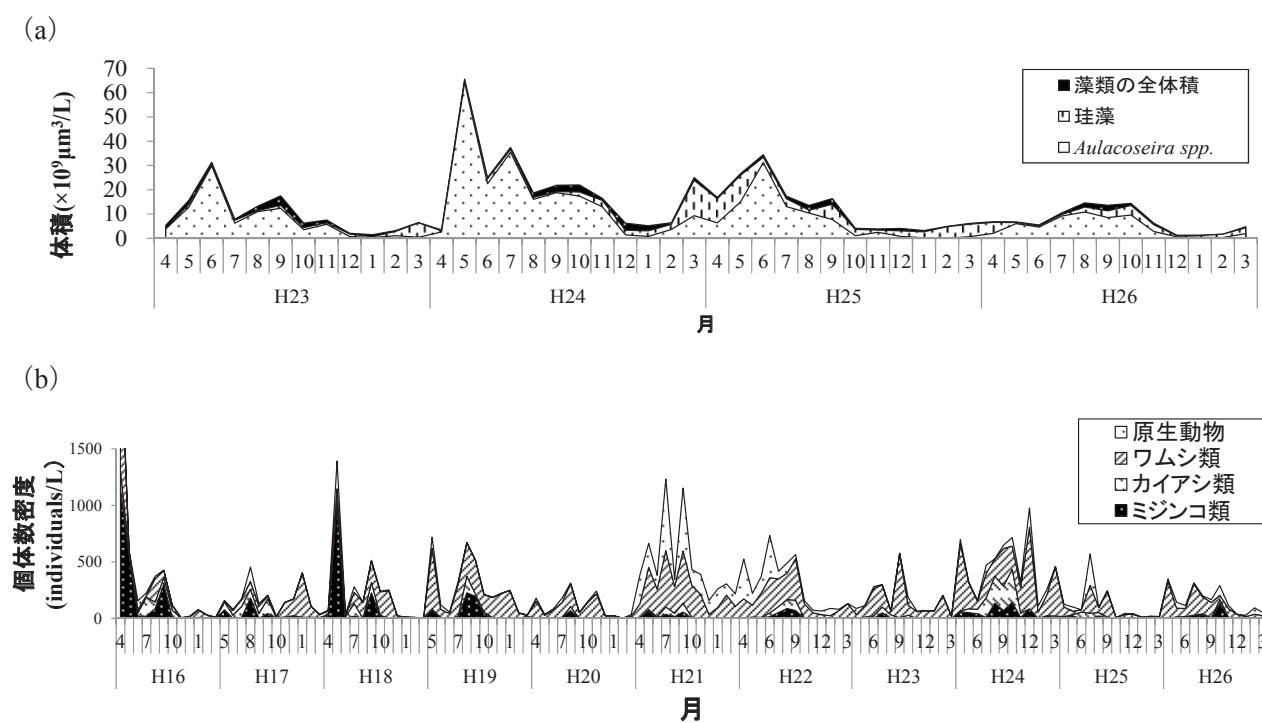 (a)
体積(×10⁹μm³/L)
70
60
50
40
30
20
10
0
藻類の全体積
珪藻
Aulacoseira spp.
4 5 6 7 8 9 10 11 12 1 2 3 4 5 6 7 8 9 10 11 12 1 2 3 4 5 6 7 8 9 10 11 12 1 2 3 4 5 6 7 8 9 10 11 12 1 2 3
H23 H24 H25 H26
月
(b)
個体数密度
(individuals/L)
1500
1000
500
0
原生動物
ワムシ類
カイアシ類
ミジンコ類
4 7 10 1 5 8 11 1 4 7 10 1 5 7 10 1 4 7 10 1 4 7 10 1 4 6 9 12 3 6 9 12 3 6 9 12 3 6 9 12 3 6 9 12 3
H16 H17 H18 H19 H20 H21 H22 H23 H24 H25 H26
月